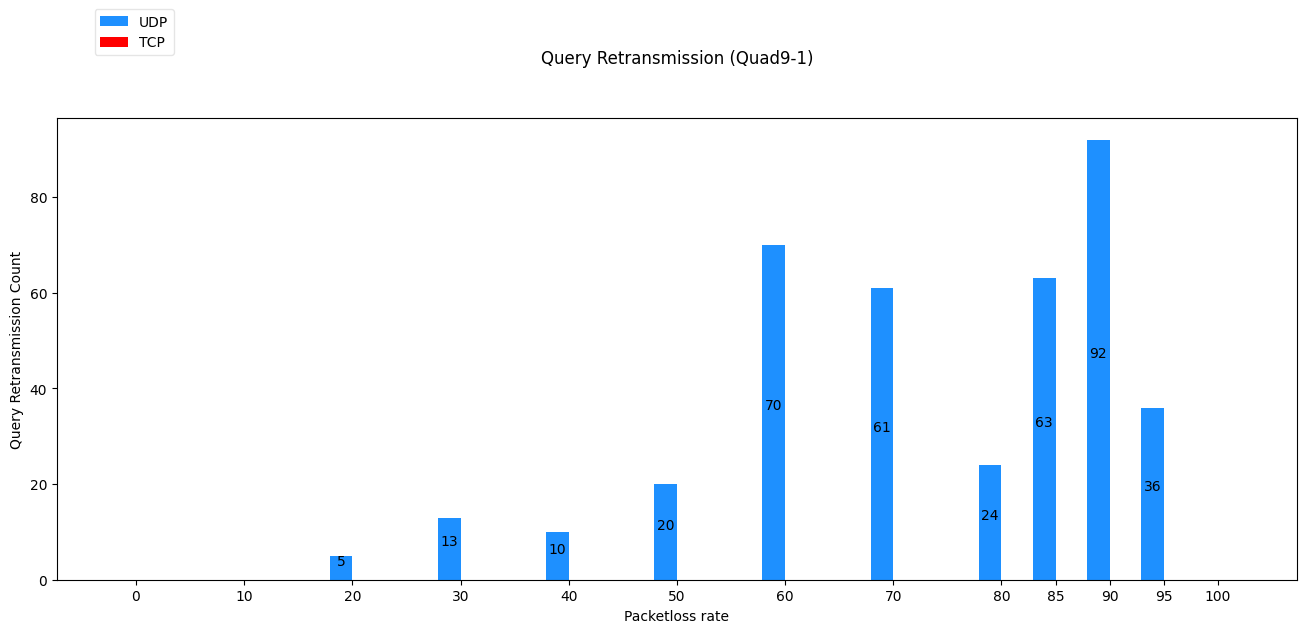 UDP
TCP
Query Retransmission (Quad9-1)
Query Retransmission Count
80
60
40
20
0
5
13
10
20
70
61
24
63
92
36
0 10 20 30 40 50 60 70 80 85 90 95 100
Packetloss rate